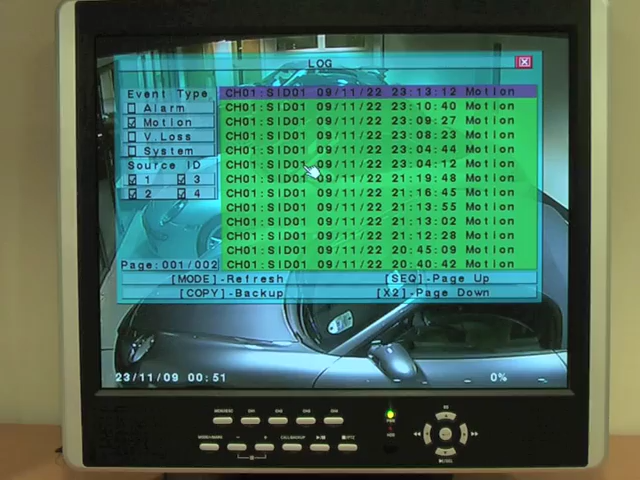 LOG
Event Type
Alarm
Motion
V.Loss
System
Source ID
1 3
2 4
Page:001/002
CH01:SID01 09/11/22 23:13:12 Motion
CH01:SID01 09/11/22 23:10:40 Motion
CH01:SID01 09/11/22 23:09:27 Motion
CH01:SID01 09/11/22 23:08:23 Motion
CH01:SID01 09/11/22 23:04:44 Motion
CH01:SID01 09/11/22 23:04:12 Motion
CH01:SID01 09/11/22 21:19:48 Motion
CH01:SID01 09/11/22 21:16:45 Motion
CH01:SID01 09/11/22 21:13:55 Motion
CH01:SID01 09/11/22 21:13:02 Motion
CH01:SID01 09/11/22 21:12:28 Motion
CH01:SID01 09/11/22 20:45:09 Motion
CH01:SID01 09/11/22 20:40:42 Motion
[MODE]-Refresh [SEQ]-Page Up
[COPY]-Backup [X2]-Page Down
23/11/09 00:51 0%